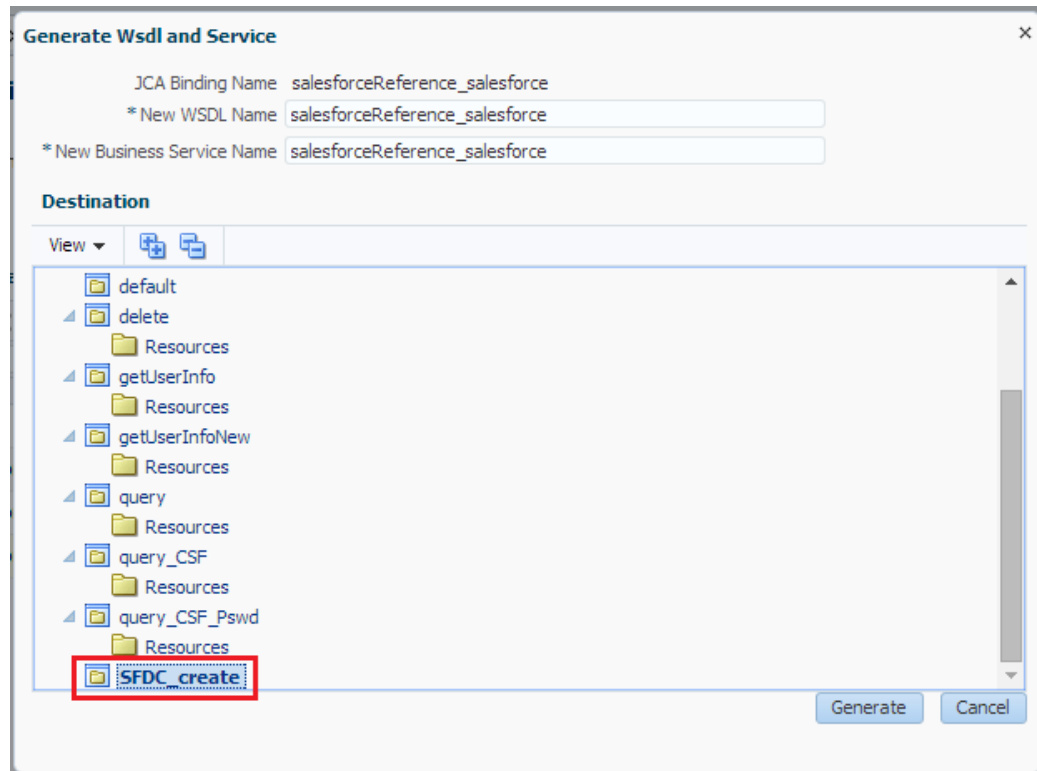 Generate Wsdl and Service
JCA Binding Name salesforceReference_salesforce
* New WSDL Name salesforceReference_salesforce
* New Business Service Name salesforceReference_salesforce
Destination
View
default
delete
Resources
getUserInfo
Resources
getUserInfoNew
Resources
query
Resources
query_CSF
Resources
query_CSF_Pswd
Resources
SFDC_create
Generate Cancel